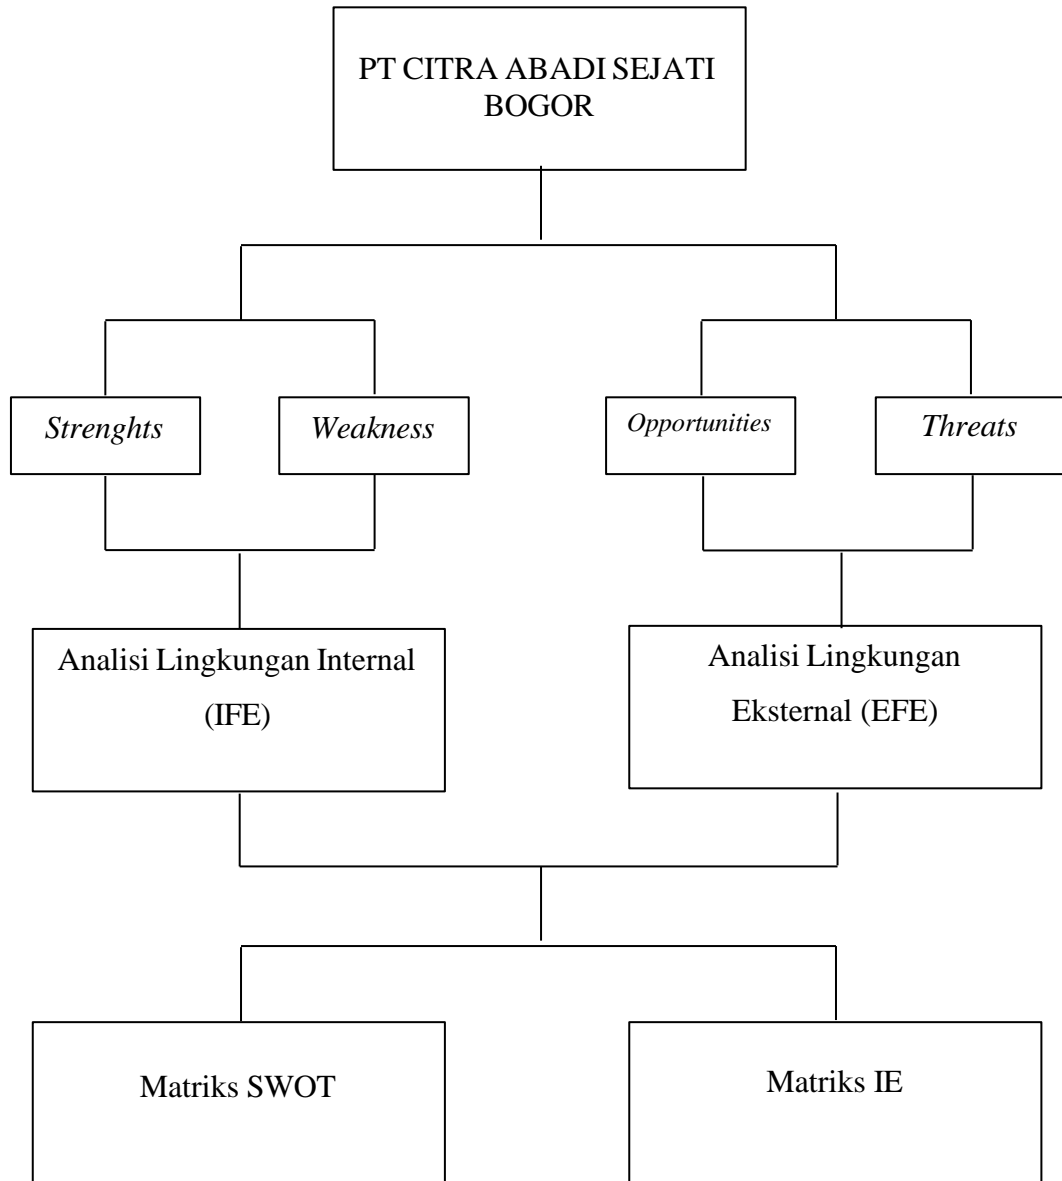 PT CITRA ABADI SEJATI
BOGOR
Strenghts
Weakness
Opportunities
Threats
Analisi Lingkungan Internal
(IFE)
Analisi Lingkungan
Eksternal (EFE)
Matriks SWOT
Matriks IE